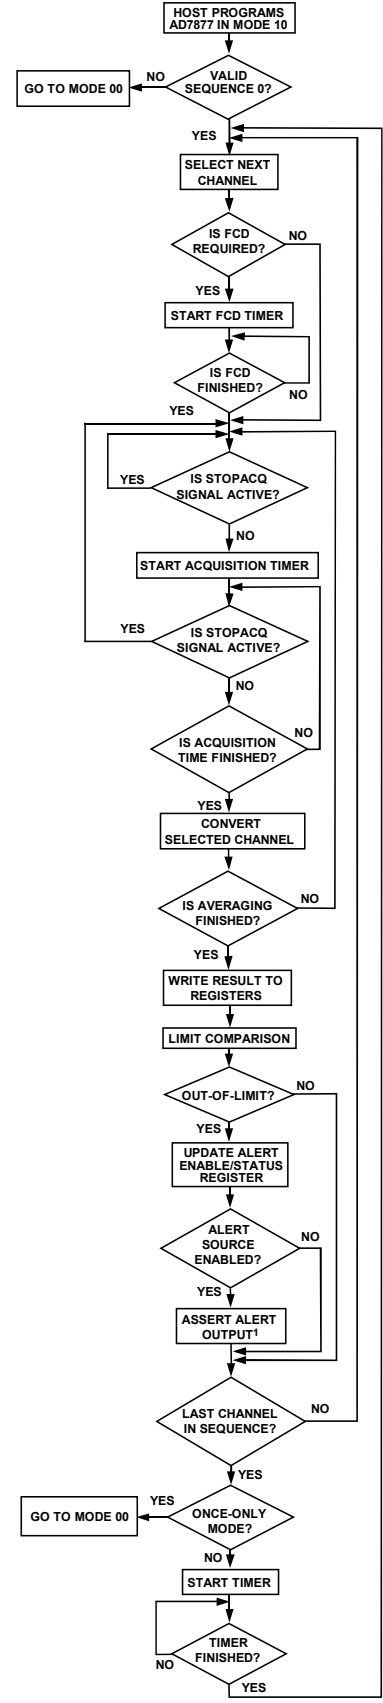 HOST PROGRAMS
AD7877 IN MODE 10
NO
GO TO MODE 00
VALID
SEQUENCE 0?
YES
SELECT NEXT
CHANNEL
IS FCD
REQUIRED?
NO
YES
START FCD TIMER
IS FCD
FINISHED?
NO
YES
IS STOPACQ
SIGNAL ACTIVE?
YES
NO
START ACQUISITION TIMER
YES
IS STOPACQ
SIGNAL ACTIVE?
NO
IS ACQUISITION
TIME FINISHED?
NO
YES
CONVERT
SELECTED CHANNEL
IS AVERAGING
FINISHED?
NO
YES
WRITE RESULT TO
REGISTERS
LIMIT COMPARISON
OUT-OF-LIMIT?
NO
YES
UPDATE ALERT
ENABLE/STATUS
REGISTER
ALERT
SOURCE
ENABLED?
NO
YES
ASSERT ALERT
OUTPUT¹
LAST CHANNEL
IN SEQUENCE?
NO
YES
GO TO MODE 00
YES
ONCE-ONLY
MODE?
NO
START TIMER
TIMER
FINISHED?
NO
YES